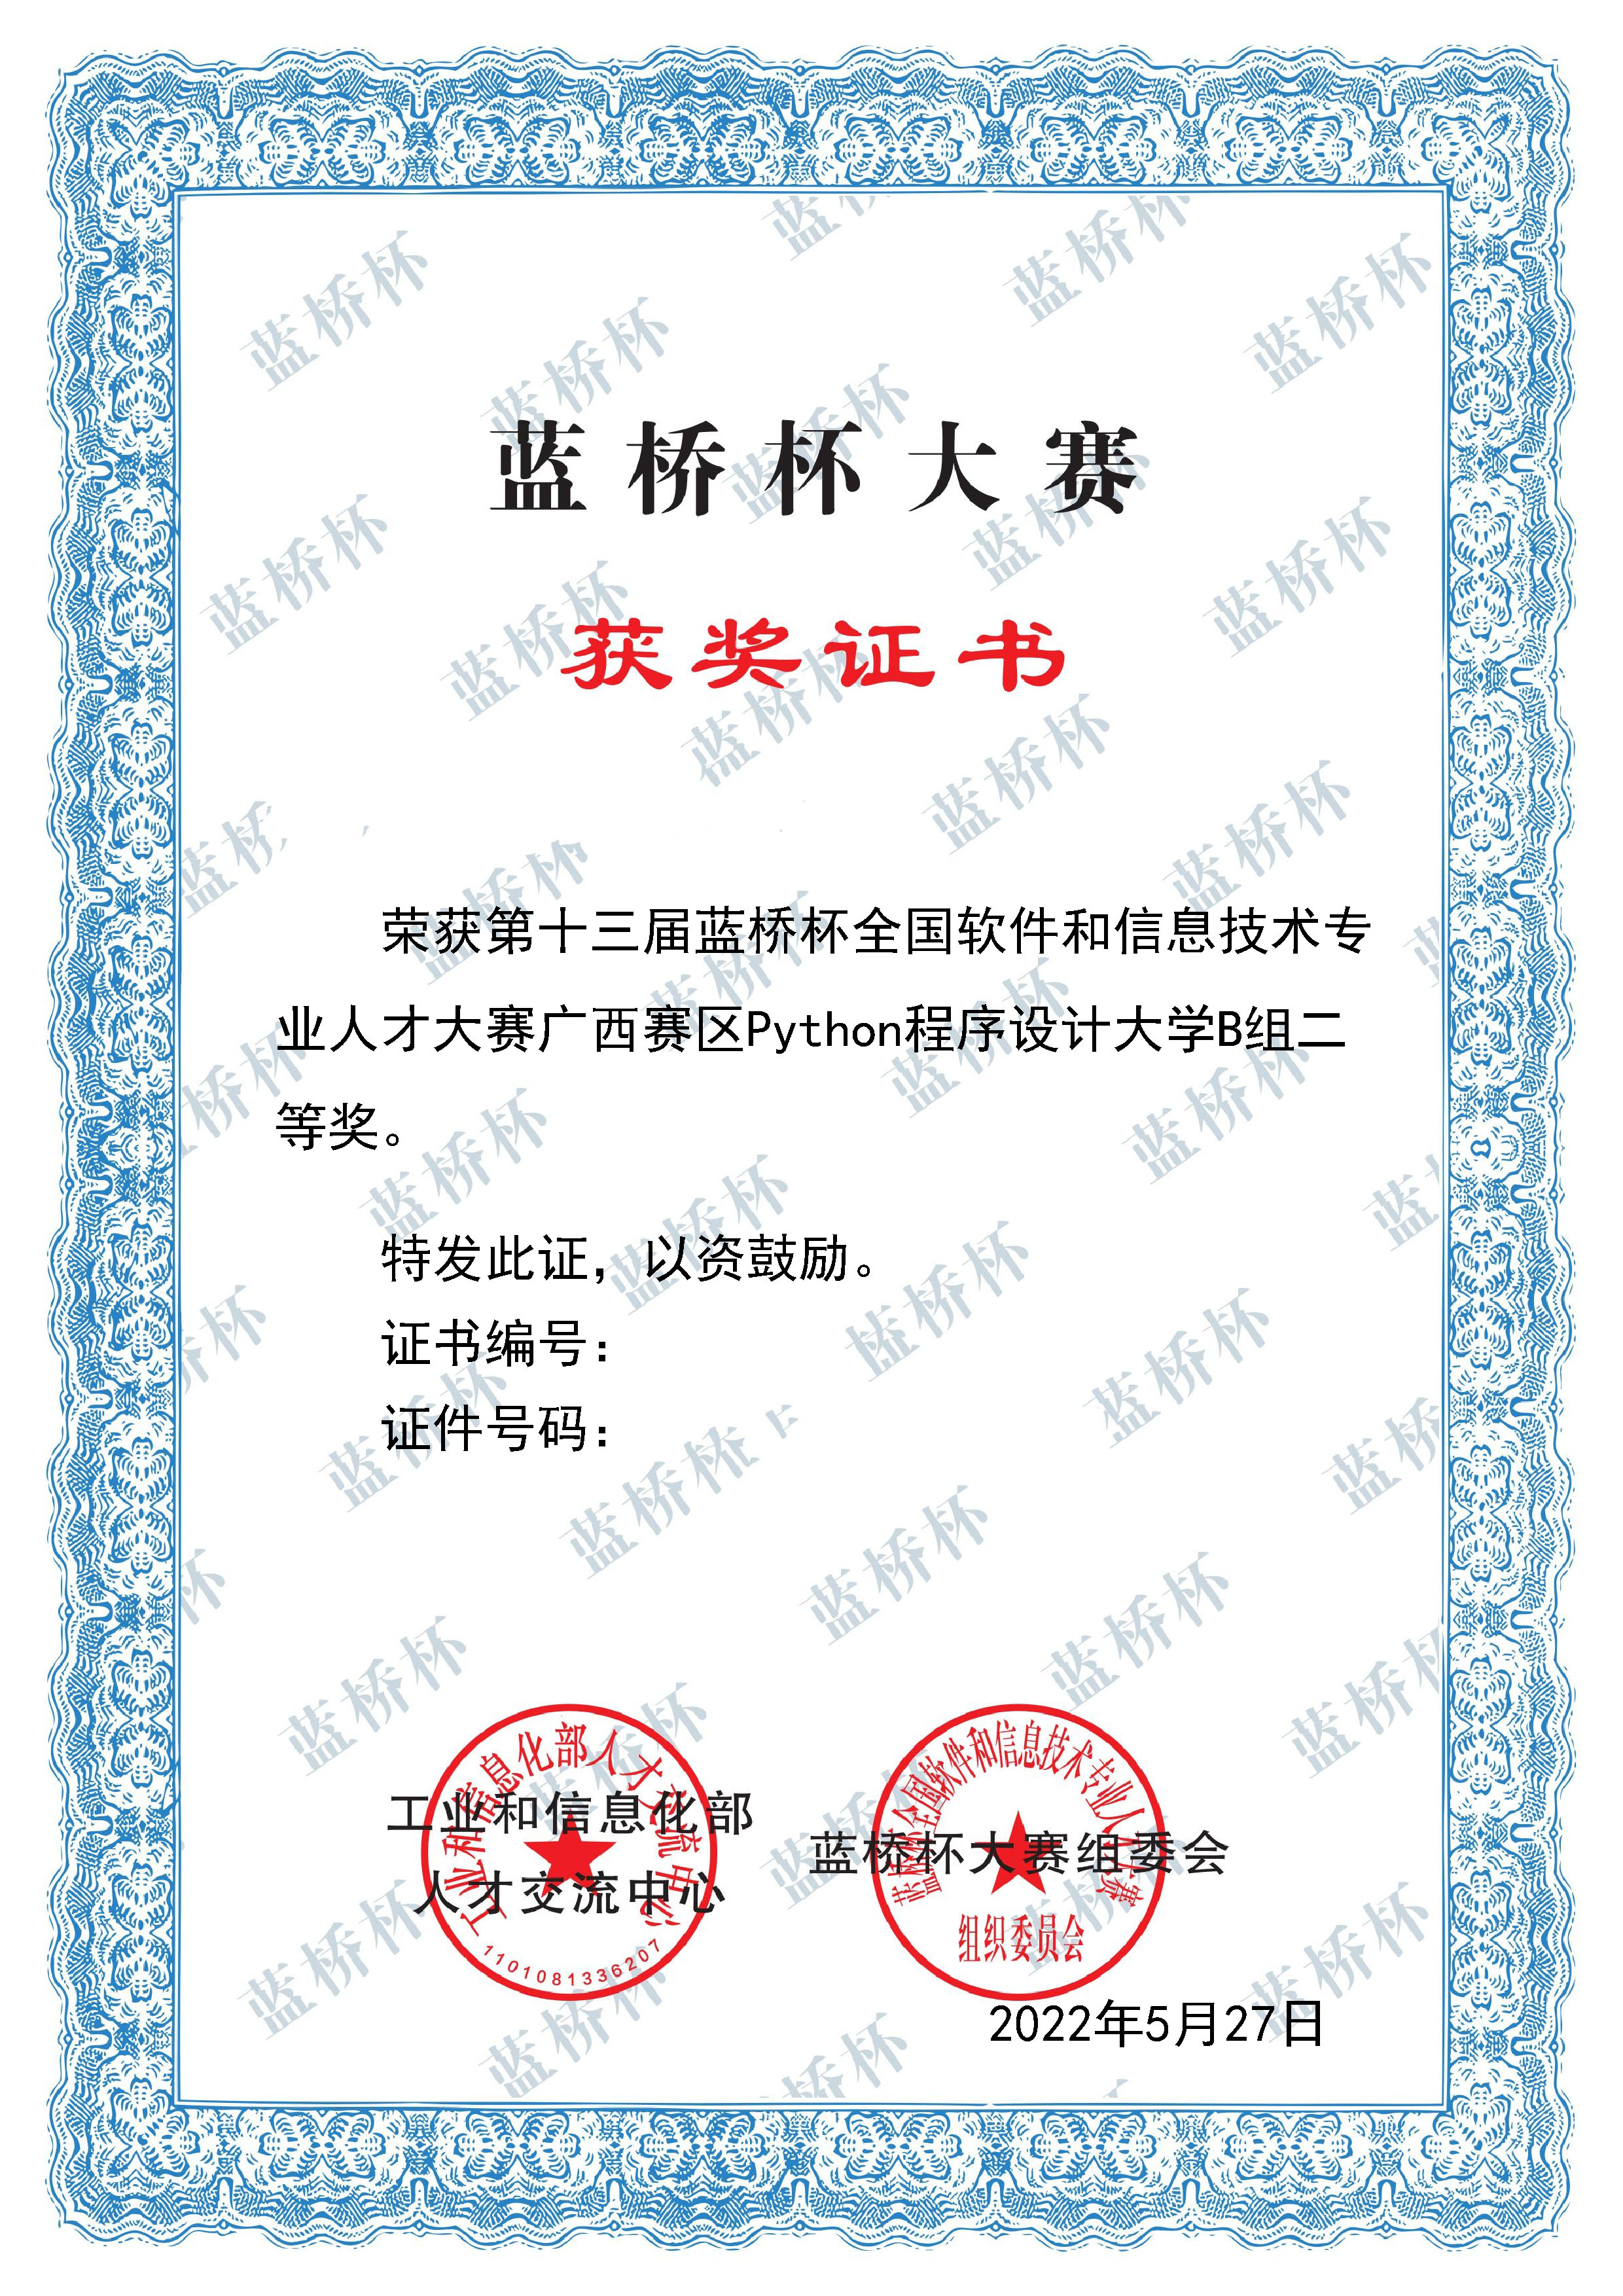 蓝桥杯大赛
获奖证书
荣获第十三届蓝桥杯全国软件和信息技术专
业人才大赛广西赛区Python程序设计大学B组二
等奖。
特发此证，以资鼓励。
证书编号：
证件号码：
工业和信息化部
人才交流中心
工业和信息化部人才交流中心
1101081336207
蓝桥杯大赛组委会
蓝桥杯全国软件和信息技术专业人才大赛
组织委员会
2022年5月27日
蓝桥杯